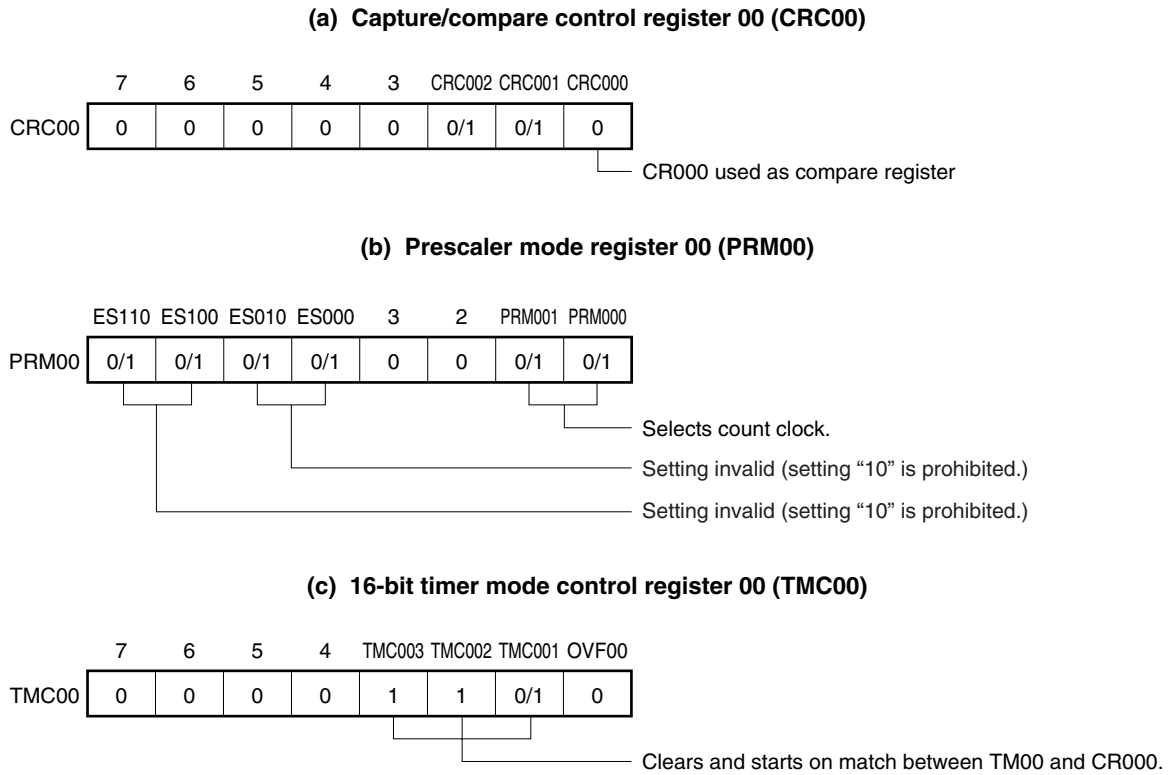 (a) Capture/compare control register 00 (CRC00)
7 6 5 4 3 CRC002 CRC001 CRC000
CRC00 0 0 0 0 0 0/1 0/1 0
CR000 used as compare register
(b) Prescaler mode register 00 (PRM00)
ES110 ES100 ES010 ES000 3 2 PRM001 PRM000
PRM00 0/1 0/1 0/1 0/1 0 0 0/1 0/1
Selects count clock.
Setting invalid (setting “10” is prohibited.)
Setting invalid (setting “10” is prohibited.)
(c) 16-bit timer mode control register 00 (TMC00)
7 6 5 4 TMC003 TMC002 TMC001 OVF00
TMC00 0 0 0 0 1 1 0/1 0
Clears and starts on match between TM00 and CR000.